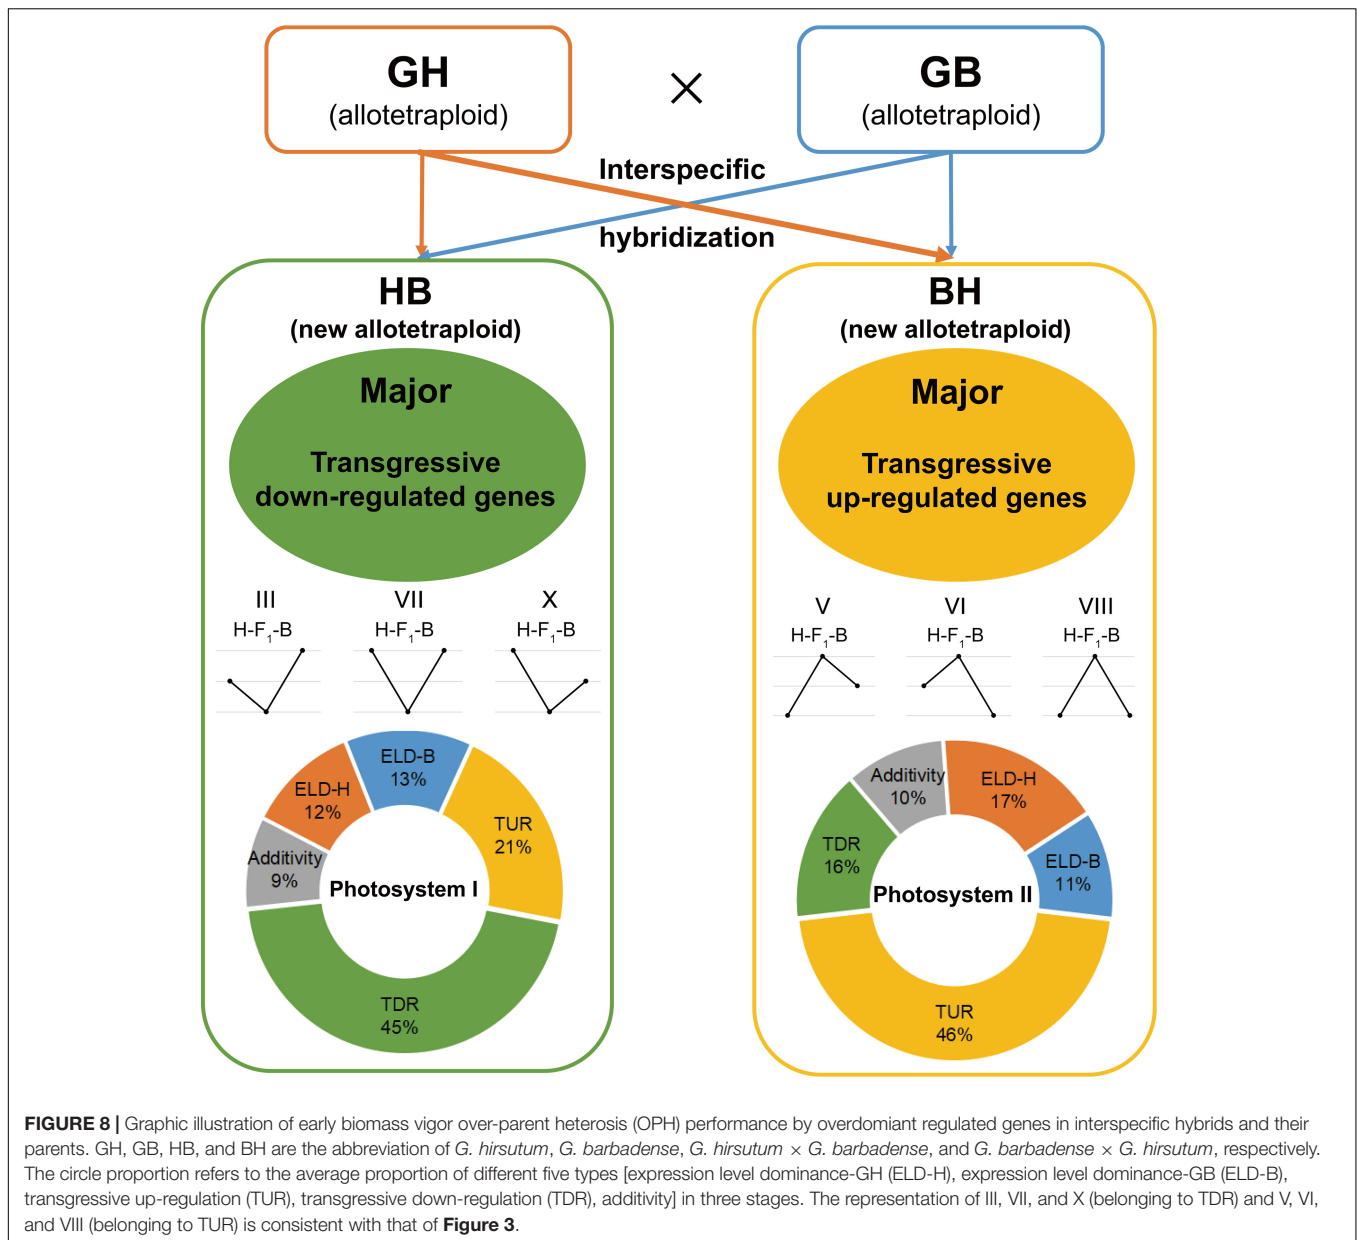 GH
(allotetraploid)
×
GB
(allotetraploid)
Interspecific
hybridization
HB
(new allotetraploid)
Major
Transgressive
down-regulated genes
III
VII
X
H-F1-B
H-F1-B
H-F1-B
ELD-B
13%
ELD-H
12%
TUR
21%
Additivity
9%
Photosystem I
TDR
45%
BH
(new allotetraploid)
Major
Transgressive
up-regulated genes
V
VI
VIII
H-F1-B
H-F1-B
H-F1-B
Additivity
10%
ELD-H
17%
TDR
16%
ELD-B
11%
Photosystem II
TUR
46%
FIGURE 8 | Graphic illustration of early biomass vigor over-parent heterosis (OPH) performance by overdomiant regulated genes in interspecific hybrids and their
parents. GH, GB, HB, and BH are the abbreviation of G. hirsutum, G. barbadense, G. hirsutum × G. barbadense, and G. barbadense × G. hirsutum, respectively.
The circle proportion refers to the average proportion of different five types [expression level dominance-GH (ELD-H), expression level dominance-GB (ELD-B),
transgressive up-regulation (TUR), transgressive down-regulation (TDR), additivity] in three stages. The representation of III, VII, and X (belonging to TDR) and V, VI,
and VIII (belonging to TUR) is consistent with that of Figure 3.